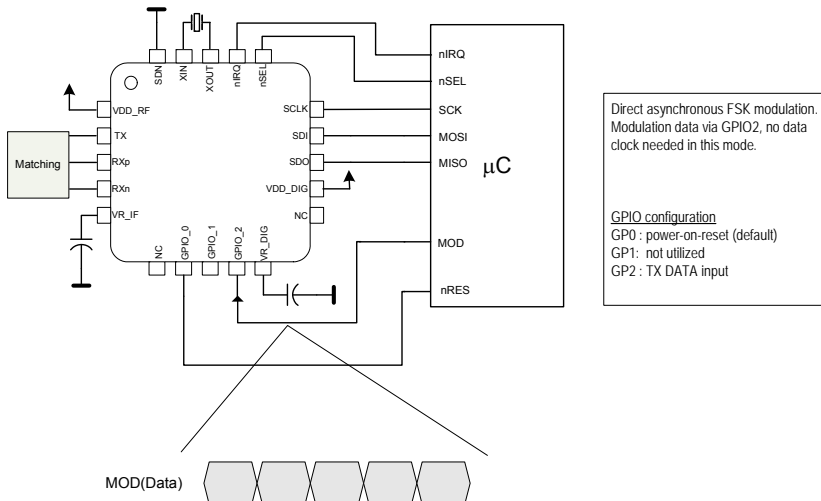 SDN
XIN
XOUT
nIRQ
nSEL
VDD_RF
TX
RXp
RXn
VR_IF
SCLK
SDI
SDO
VDD_DIG
NC
NC
GPIO_0
GPIO_1
GPIO_2
VR_DIG
Matching
nIRQ
nSEL
SCK
MOSI
MISO
µC
MOD
nRES
Direct asynchronous FSK modulation.
Modulation data via GPIO2, no data
clock needed in this mode.
GPIO configuration
GP0 : power-on-reset (default)
GP1: not utilized
GP2 : TX DATA input
MOD(Data)